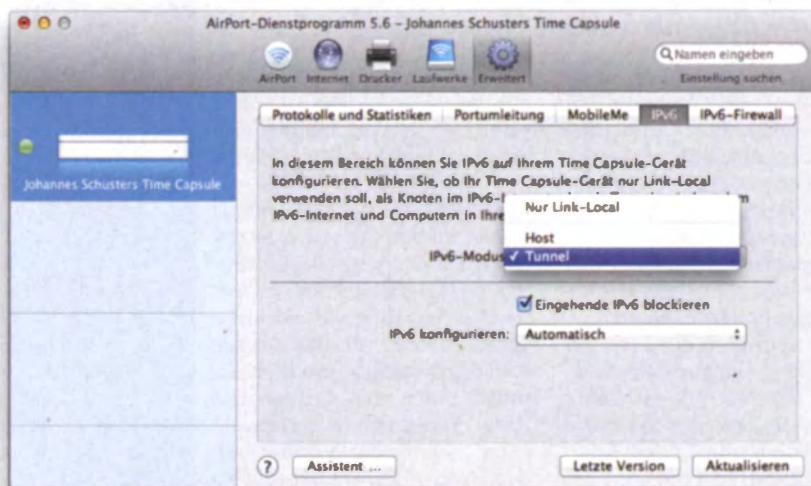 AirPort-Dienstprogramm 5.6 – Johannes Schusters Time Capsule
AirPort Internet Drucker Laufwerke Erweitert
Namen eingeben
Einstellung suchen
Johannes Schusters Time Capsule
Protokolle und Statistiken Portumleitung MobileMe IPv6 IPv6-Firewall
In diesem Bereich können Sie IPv6 auf Ihrem Time Capsule-Gerät
konfigurieren. Wählen Sie, ob Ihr Time Capsule-Gerät nur Link-Local
verwenden soll, als Knoten im
IPv6-Internet und Computern in
Nur Link-Local
Host
IPv6-Modus ✓ Tunnel
Eingehende IPv6 blockieren
IPv6 konfigurieren: Automatisch
? Assistent ... Letzte Version Aktualisieren